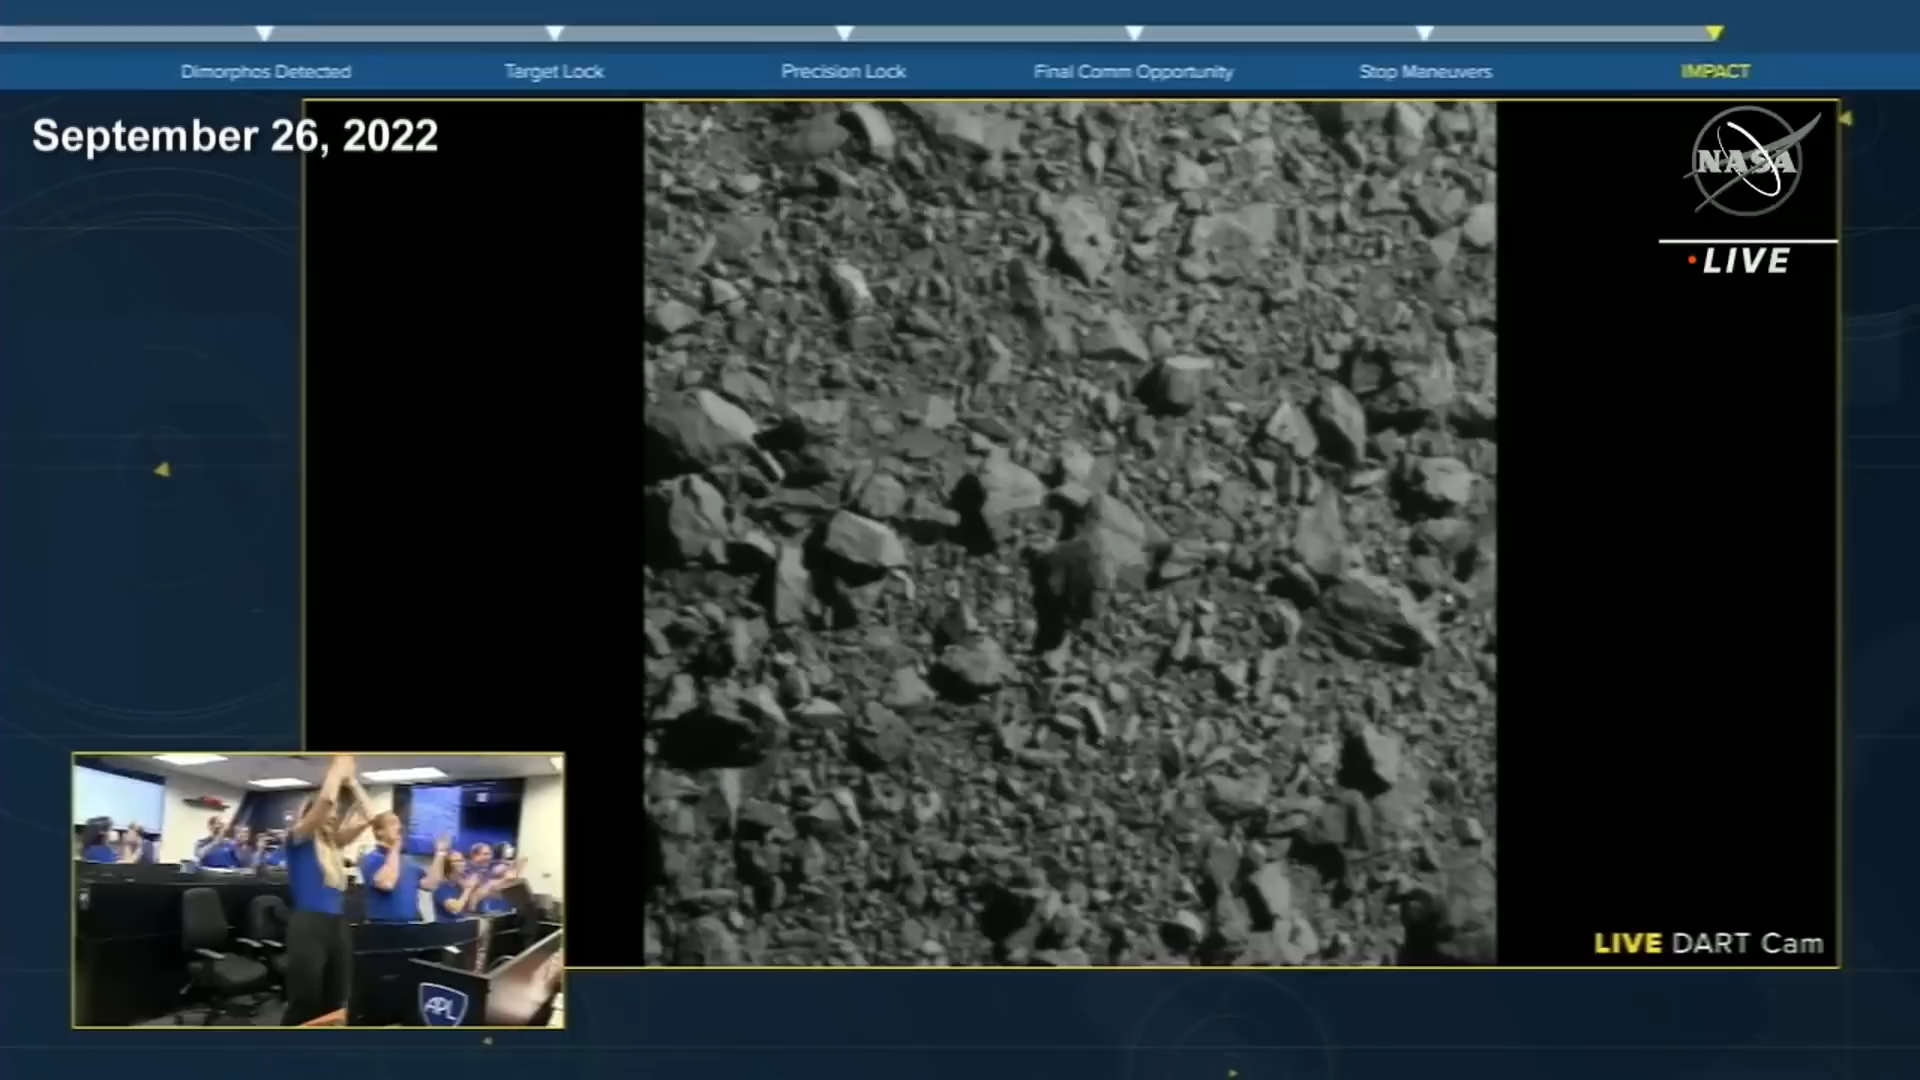 Dimorphos Detected
Target Lock
Precision Lock
Final Comm Opportunity
Stop Maneuvers
IMPACT
September 26, 2022
NASA
LIVE
LIVE DART Cam
APL